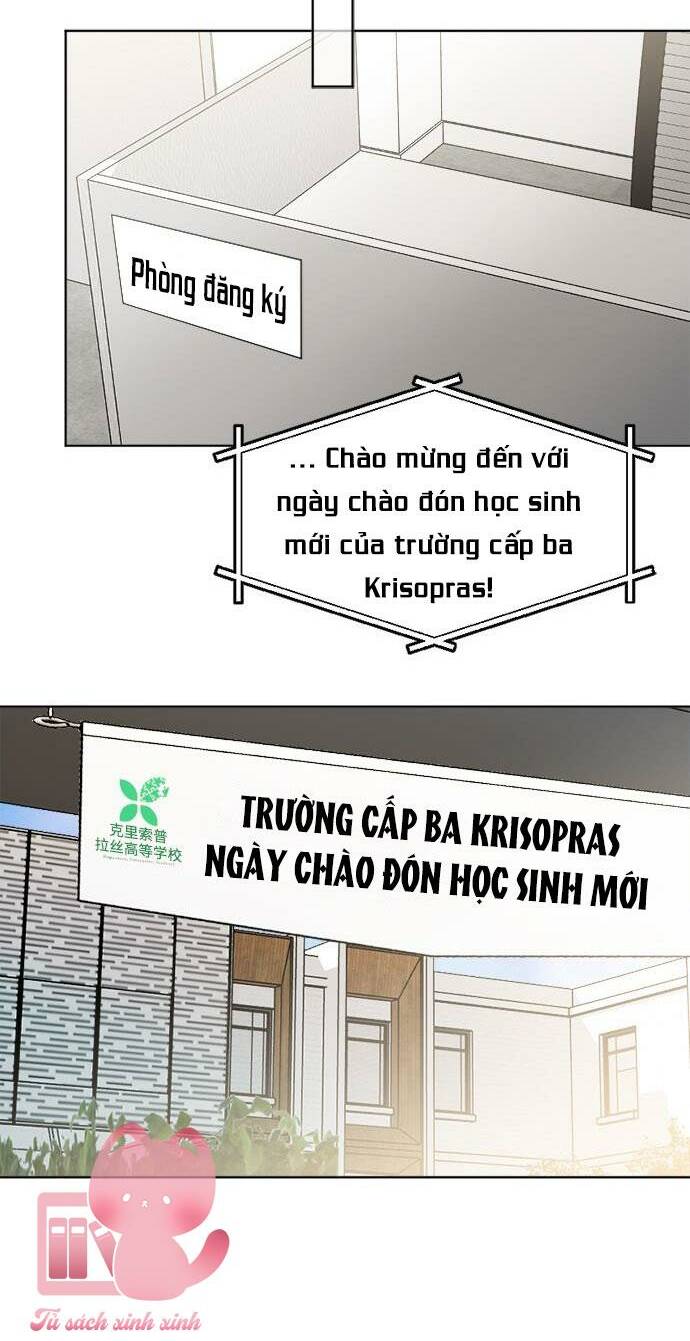 Phòng đăng ký
... Chào mừng đến với
ngày chào đón học sinh
mới của trường cấp ba
Krisopras!
克里索普
拉丝高等学校
TRƯỜNG CẤP BA KRISOPRAS
NGÀY CHÀO ĐÓN HỌC SINH MỚI
Tủ sách xinh xinh